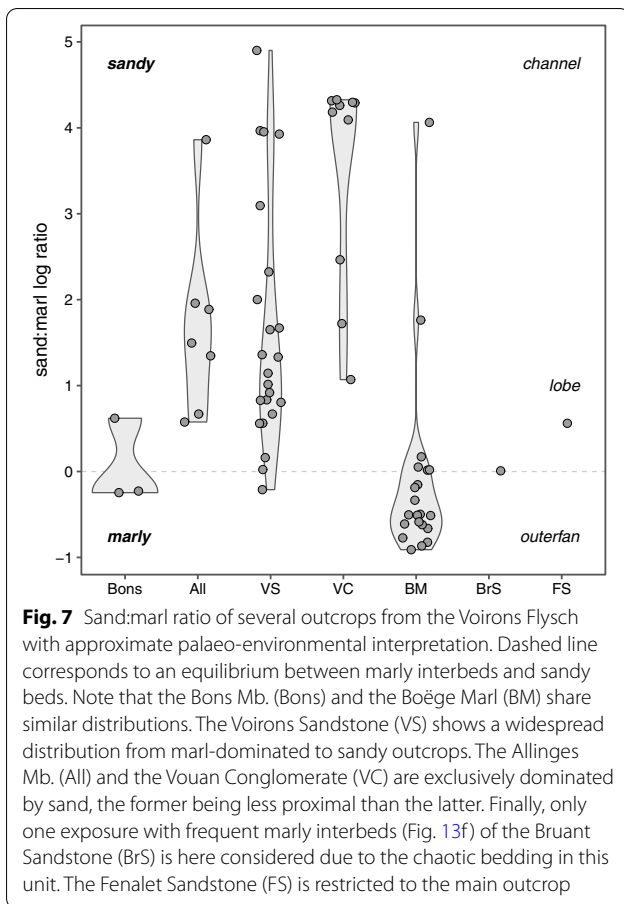 5
sandy
channel
4
3
sand:marl log ratio
2
1
lobe
0
marly
outerfan
−1
Bons All VS VC BM BrS FS
Fig. 7 Sand:marl ratio of several outcrops from the Voirons Flysch
with approximate palaeo-environmental interpretation. Dashed line
corresponds to an equilibrium between marly interbeds and sandy
beds. Note that the Bons Mb. (Bons) and the Boëge Marl (BM) share
similar distributions. The Voirons Sandstone (VS) shows a widespread
distribution from marl-dominated to sandy outcrops. The Allinges
Mb. (All) and the Vouan Conglomerate (VC) are exclusively dominated
by sand, the former being less proximal than the latter. Finally, only
one exposure with frequent marly interbeds (Fig. 13f) of the Bruant
Sandstone (BrS) is here considered due to the chaotic bedding in this
unit. The Fenalet Sandstone (FS) is restricted to the main outcrop